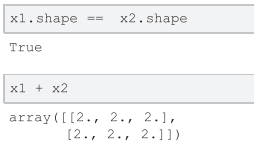 x1.shape ==  x2.shape
True
x1 + x2
array([[2., 2., 2.],
       [2., 2., 2.]])